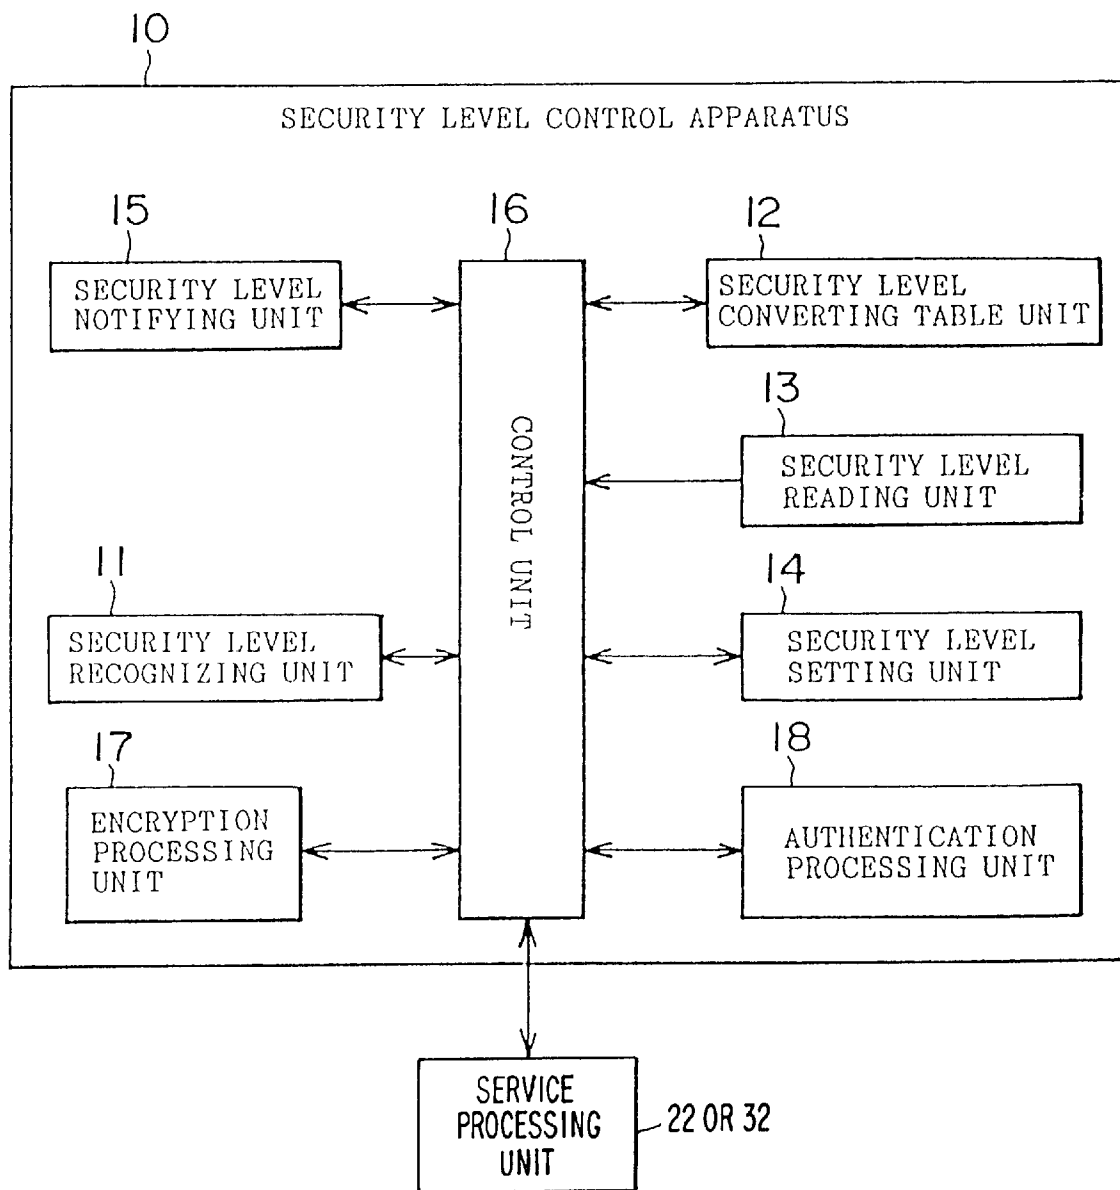 10
SECURITY LEVEL CONTROL APPARATUS
15
SECURITY LEVEL
NOTIFYING UNIT
16
CONTROL UNIT
12
SECURITY LEVEL
CONVERTING TABLE UNIT
13
SECURITY LEVEL
READING UNIT
11
SECURITY LEVEL
RECOGNIZING UNIT
14
SECURITY LEVEL
SETTING UNIT
17
ENCRYPTION
PROCESSING
UNIT
18
AUTHENTICATION
PROCESSING UNIT
SERVICE
PROCESSING
UNIT
22 OR 32